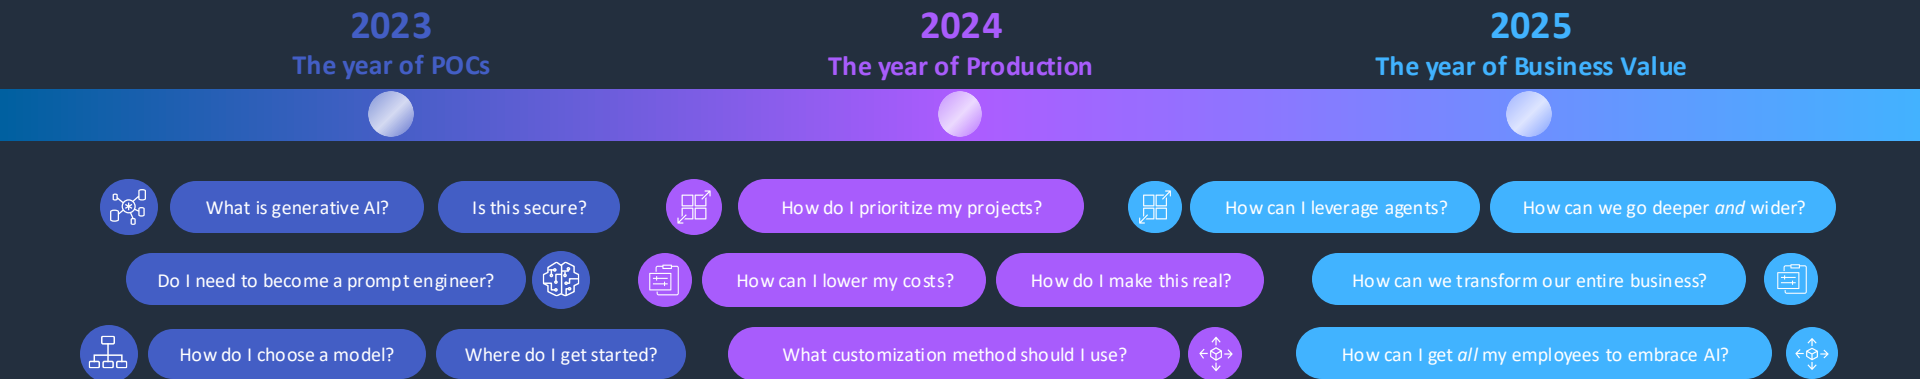 2023
The year of POCs
2024
The year of Production
2025
The year of Business Value
What is generative AI?
Is this secure?
Do I need to become a prompt engineer?
How do I choose a model?
Where do I get started?
How do I prioritize my projects?
How can I lower my costs?
How do I make this real?
What customization method should I use?
How can I leverage agents?
How can we go deeper and wider?
How can we transform our entire business?
How can I get all my employees to embrace AI?